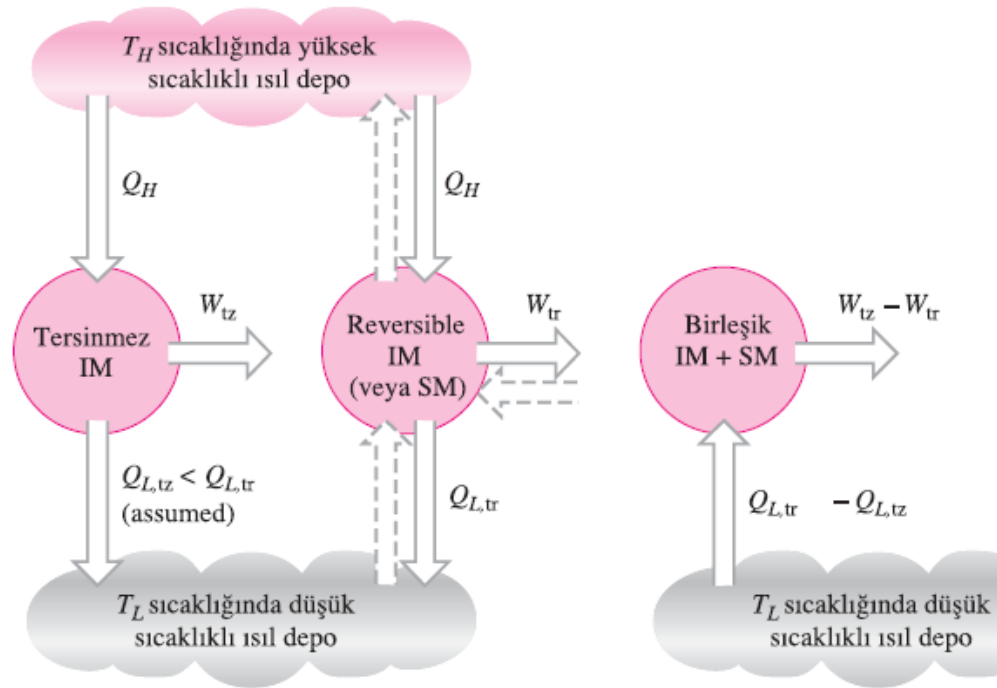 T_H sıcaklığında yüksek
sıcaklıklı ısıl depo
Q_H
Q_H
Tersinmez
IM
W_tz
Reversible
IM
(veya SM)
W_tr
Birleşik
IM + SM
W_tz – W_tr
Q_L,tz < Q_L,tr
(assumed)
Q_L,tr
Q_L,tr – Q_L,tz
T_L sıcaklığında düşük
sıcaklıklı ısıl depo
T_L sıcaklığında düşük
sıcaklıklı ısıl depo